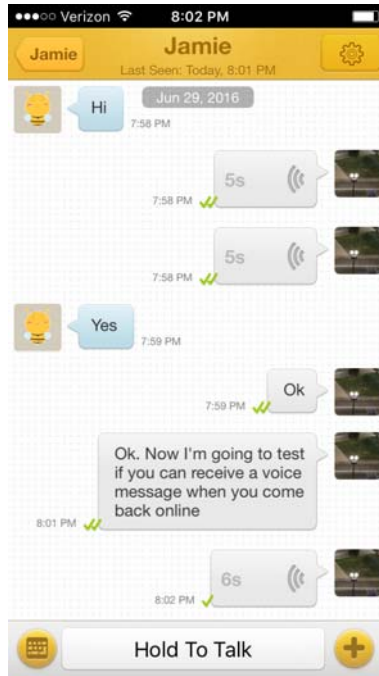 Verizon 8:02 PM
Jamie
Jamie
Last Seen: Today, 8:01 PM
Jun 29, 2016
Hi
7:58 PM
5s
7:58 PM
5s
7:58 PM
Yes
7:59 PM
Ok
7:59 PM
Ok. Now I'm going to test
if you can receive a voice
message when you come
back online
8:01 PM
6s
8:02 PM
Hold To Talk